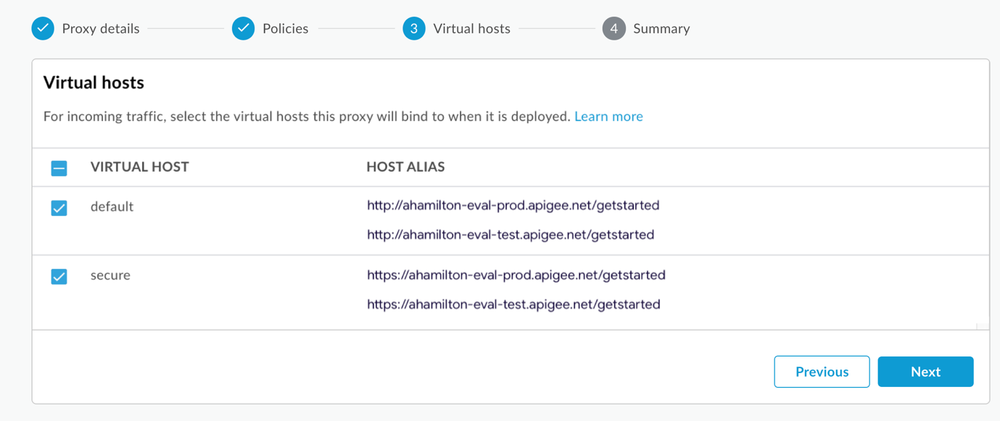 Proxy details
Policies
3 Virtual hosts
4 Summary
Virtual hosts
For incoming traffic, select the virtual hosts this proxy will bind to when it is deployed. Learn more
VIRTUAL HOST HOST ALIAS
default http://ahamilton-eval-prod.apigee.net/getstarted
http://ahamilton-eval-test.apigee.net/getstarted
secure https://ahamilton-eval-prod.apigee.net/getstarted
https://ahamilton-eval-test.apigee.net/getstarted
Previous Next